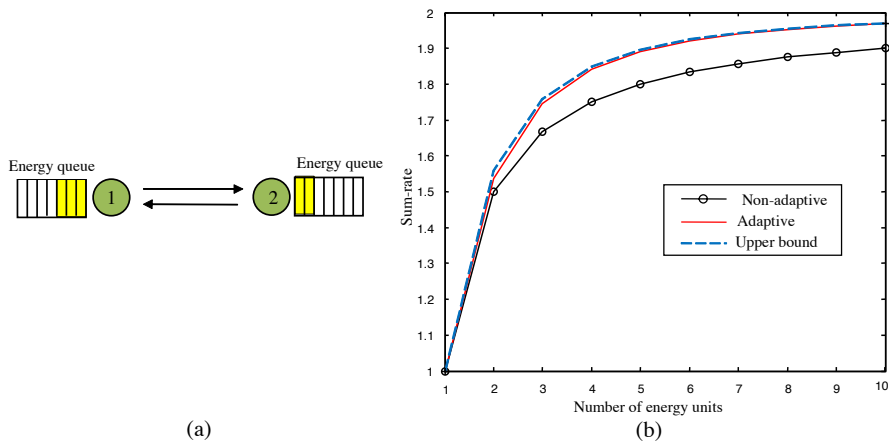 Energy queue
Energy queue
1
2
(a)
2
1.9
1.8
1.7
1.6
1.5
1.4
1.3
1.2
1.1
1
Sum-rate
Non-adaptive
Adaptive
Upper bound
1 2 3 4 5 6 7 8 9 10
Number of energy units
(b)